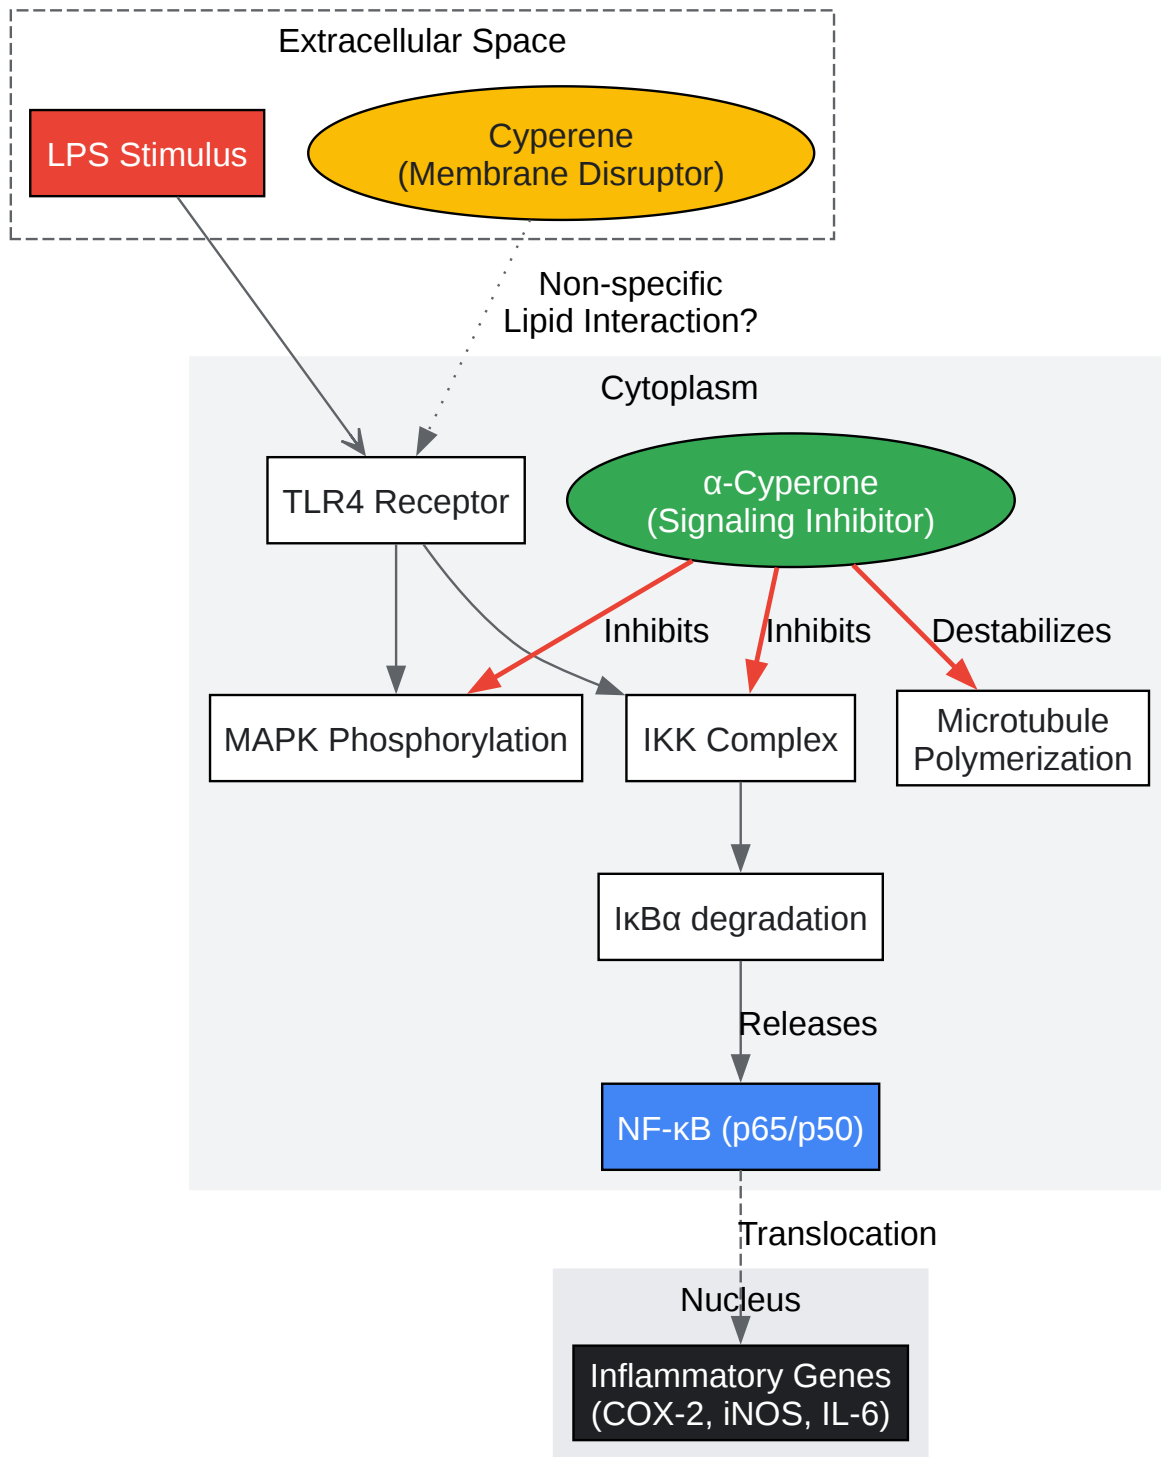 Extracellular Space
LPS Stimulus
Cyperene
(Membrane Disruptor)
Non-specific
Lipid Interaction?
Cytoplasm
TLR4 Receptor
α-Cyperone
(Signaling Inhibitor)
Inhibits
Inhibits
Destabilizes
MAPK Phosphorylation
IKK Complex
Microtubule
Polymerization
IκBα degradation
Releases
NF-κB (p65/p50)
Translocation
Nucleus
Inflammatory Genes
(COX-2, iNOS, IL-6)